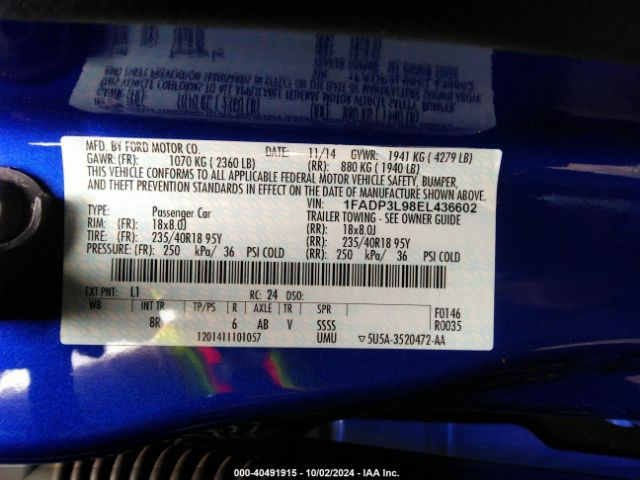 MFD. BY FORD MOTOR CO. DATE: 11/14 GVWR: 1941 KG ( 4279 LB)
GAWR: (FR): 1070 KG ( 2360 LB) (RR): 880 KG ( 1940 LB)
THIS VEHICLE CONFORMS TO ALL APPLICABLE FEDERAL MOTOR VEHICLE SAFETY, BUMPER,
AND THEFT PREVENTION STANDARDS IN EFFECT ON THE DATE OF MANUFACTURE SHOWN ABOVE.
VIN: 1FADP3L98EL436602
TYPE: Passenger Car TRAILER TOWING - SEE OWNER GUIDE
RIM: (FR): 18x8.0J (RR): 18x8.0J
TIRE: (FR): 235/40R18 95Y (RR): 235/40R18 95Y
PRESSURE: (FR): 250 kPa/ 36 PSI COLD (RR): 250 kPa/ 36 PSI COLD
EXT PNT: L1 RC: 24 DSO:
WB INT TR TP/PS R AXLE TR SPR F0146
8R 6 AB V SSSS R0035
1201411101057 UMU ▽5U5A-3520472-AA
000-40491915 - 10/02/2024 - IAA Inc.